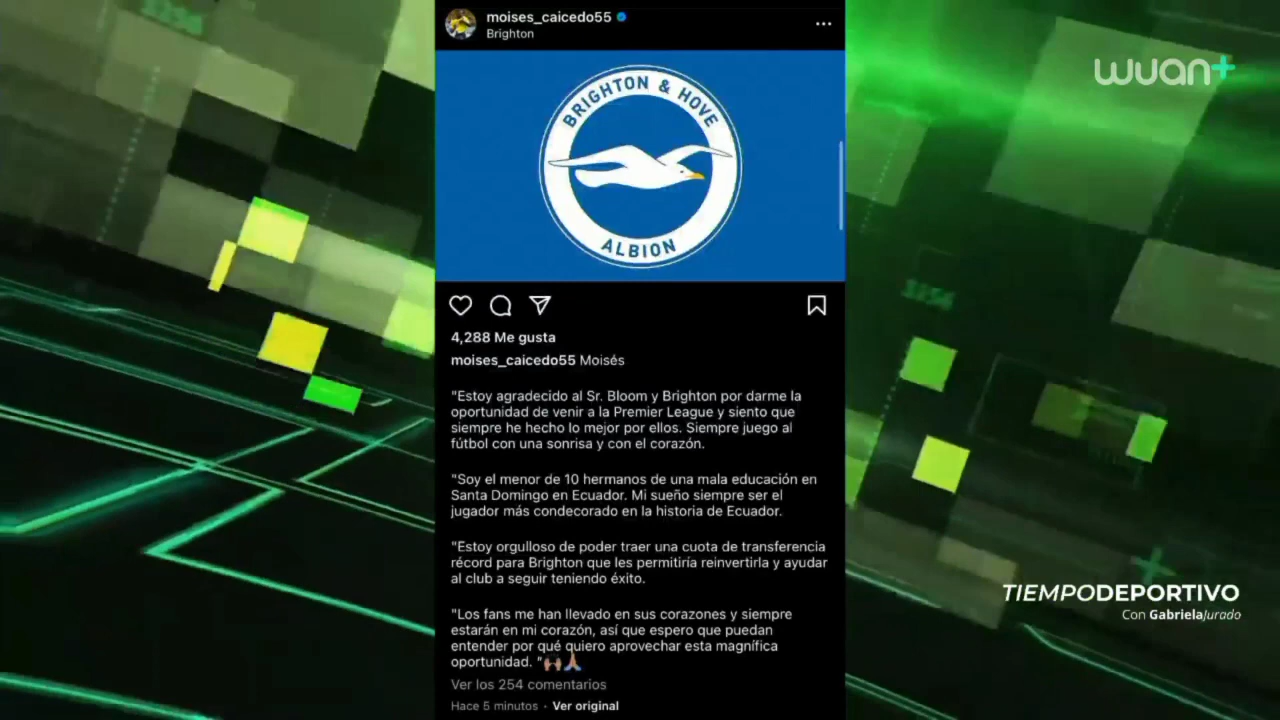 moises_caicedo55
Brighton
wuan+
BRIGHTON & HOVE
ALBION
4,288 Me gusta
moises_caicedo55 Moisés
"Estoy agradecido al Sr. Bloom y Brighton por darme la
oportunidad de venir a la Premier League y siento que
siempre he hecho lo mejor por ellos. Siempre juego al
fútbol con una sonrisa y con el corazón.
"Soy el menor de 10 hermanos de una mala educación en
Santa Domingo en Ecuador. Mi sueño siempre ser el
jugador más condecorado en la historia de Ecuador.
"Estoy orgulloso de poder traer una cuota de transferencia
récord para Brighton que les permitiría reinvertirla y ayudar
al club a seguir teniendo éxito.
"Los fans me han llevado en sus corazones y siempre
estarán en mi corazón, así que espero que puedan
entender por qué quiero aprovechar esta magnífica
oportunidad. "🙌🏽🙏🏽
Ver los 254 comentarios
Hace 5 minutos · Ver original
TIEMPODEPORTIVO
Con GabrielaJurado